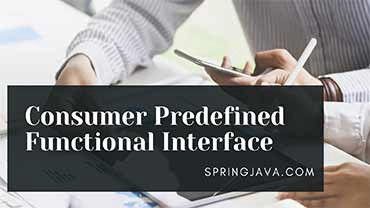 Consumer Predefined
Functional Interface
SPRINGJAVA.COM